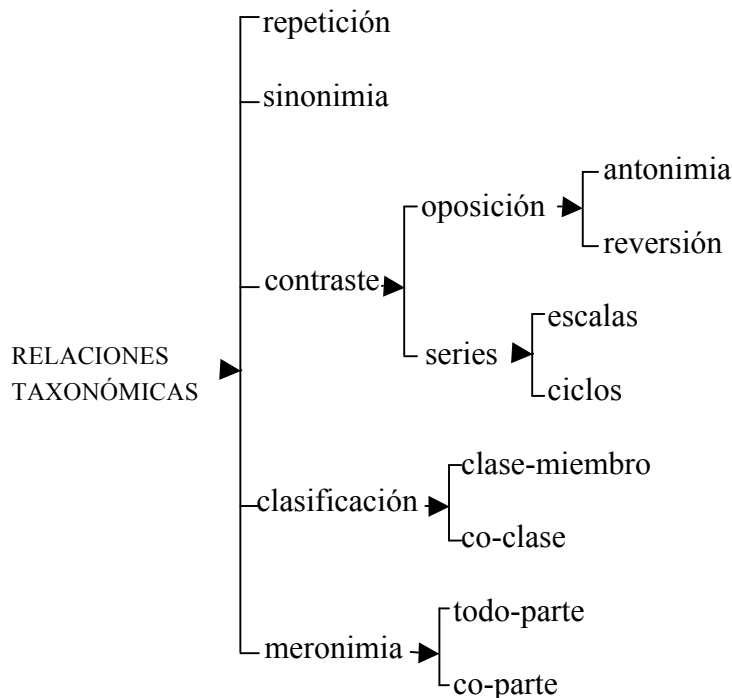 repetición
sinonimia
antonimia
oposición
reversión
contraste
escalas
series
ciclos
RELACIONES
TAXONÓMICAS
clase-miembro
clasificación
co-clase
todo-parte
meronimia
co-parte